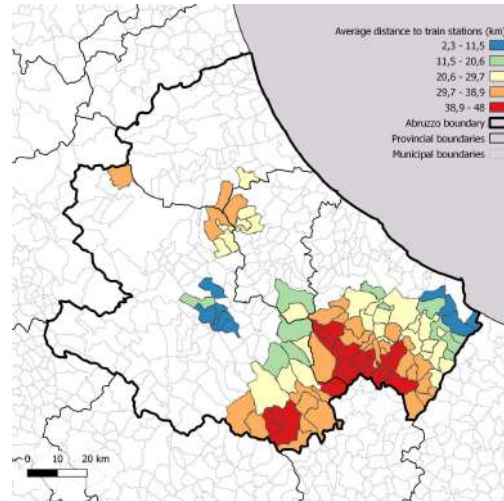 Average distance to train stations (km)
2,3 - 11,5
11,5 - 20,6
20,6 - 29,7
29,7 - 38,9
38,9 - 48
Abruzzo boundary
Provincial boundaries
Municipal boundaries
0 10 20 km